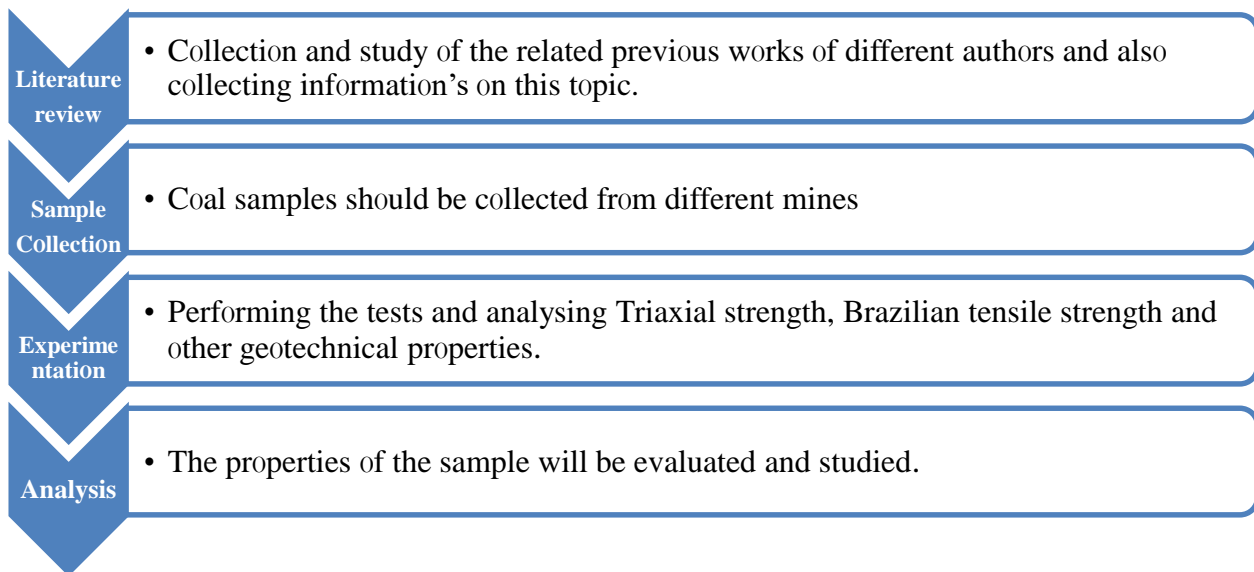 Literature
review
• Collection and study of the related previous works of different authors and also
collecting information’s on this topic.
Sample
Collection
• Coal samples should be collected from different mines
Experime
ntation
• Performing the tests and analysing Triaxial strength, Brazilian tensile strength and
other geotechnical properties.
Analysis
• The properties of the sample will be evaluated and studied.